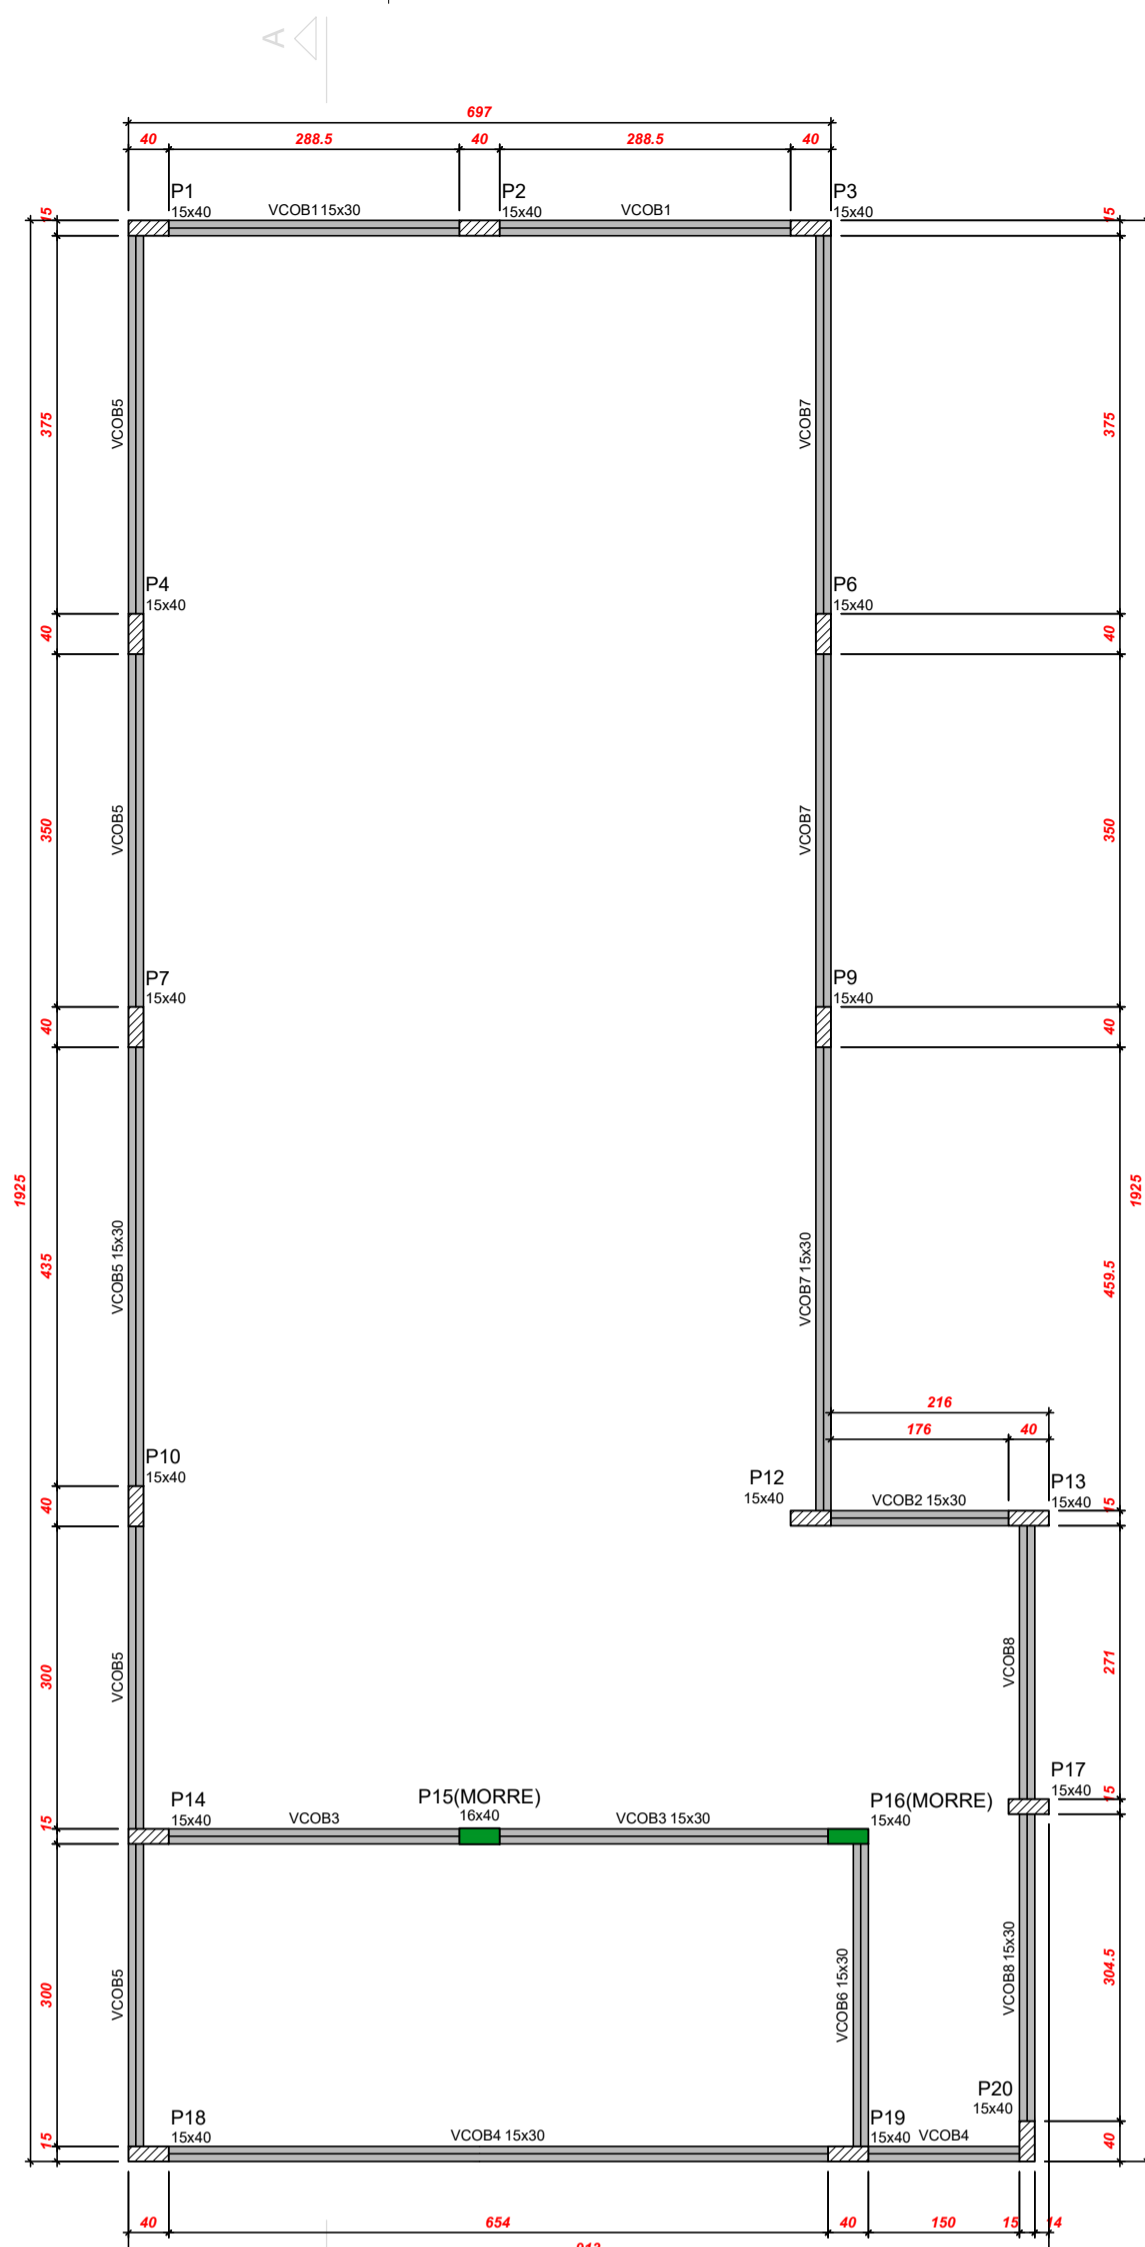 A
697
40
288.5
40
288.5
40
P1
15x40
VCOB1 15x30
P2
15x40
VCOB1
P3
15x40
15
15
375
VCOB5
VCOB7
375
P4
15x40
P6
15x40
40
40
350
VCOB5
VCOB7
350
P7
15x40
P9
15x40
40
40
1925
1925
435
VCOB5 15x30
VCOB7 15x30
459.5
216
176
40
P10
15x40
P12
15x40
VCOB2 15x30
P13
15x40
40
15
300
VCOB5
VCOB8
271
P14
15x40
VCOB3
P15(MORRE)
16x40
VCOB3 15x30
P16(MORRE)
15x40
P17
15x40
15
15
300
VCOB5
VCOB6 15x30
VCOB8 15x30
304.5
P18
15x40
VCOB4 15x30
P19
15x40
VCOB4
P20
15x40
15
40
40
654
40
150
15
14